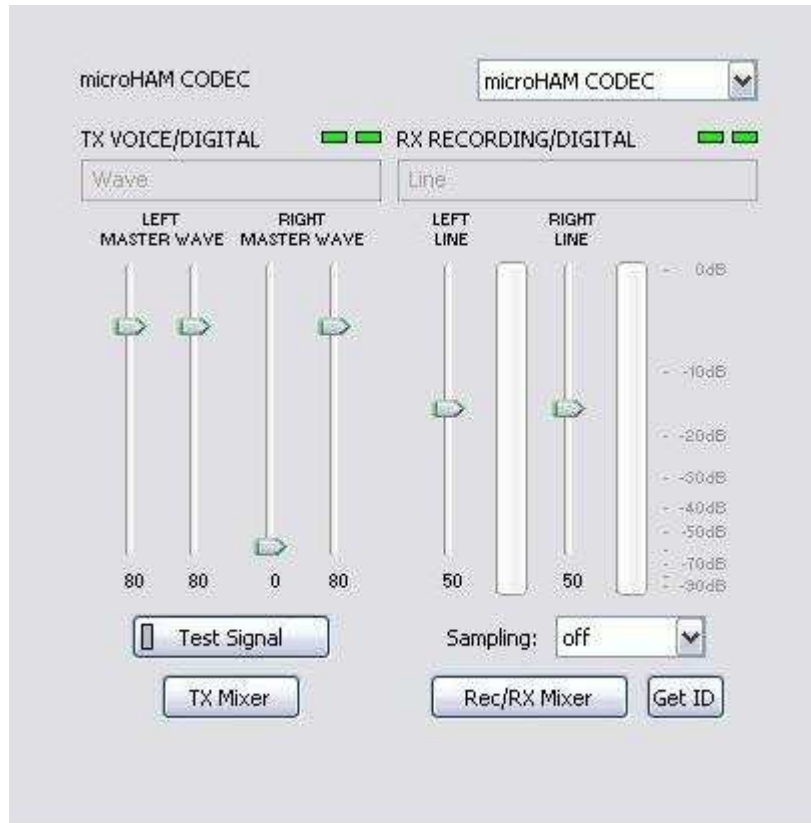 microHAM CODEC microHAM CODEC
TX VOICE/DIGITAL RX RECORDING/DIGITAL
Wave Line
LEFT RIGHT LEFT RIGHT
MASTER WAVE MASTER WAVE LINE LINE
- 0dB
- -10dB
- -20dB
- -30dB
- -40dB
- -50dB
- -70dB
- -90dB
80 80 0 80 50 50
Test Signal Sampling: off
TX Mixer Rec/RX Mixer Get ID